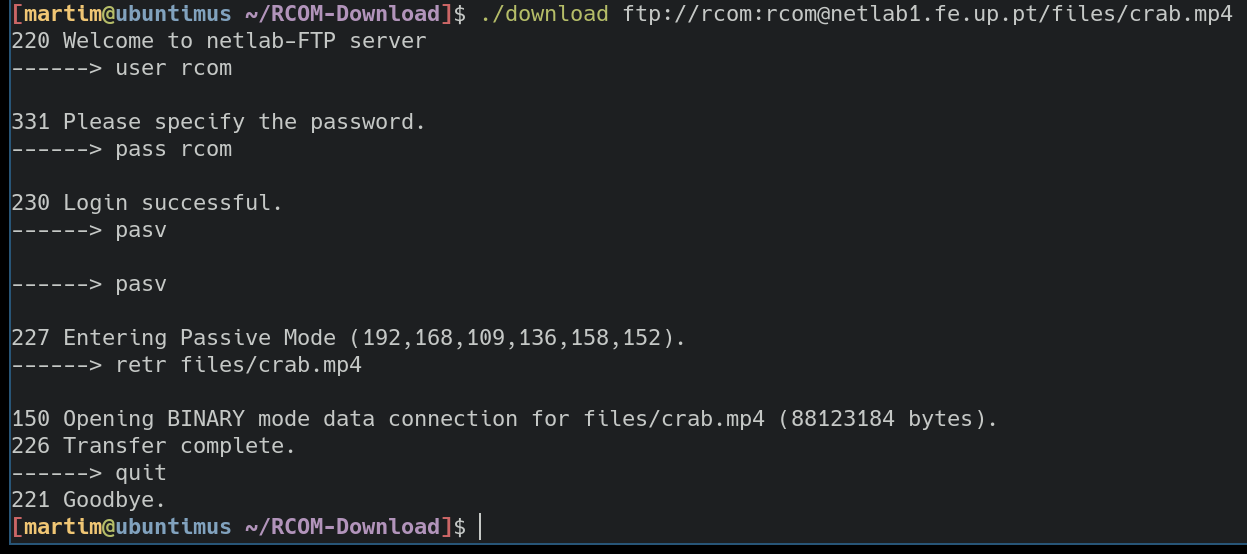 [martim@ubuntimus ~/RCOM-Download]$ ./download ftp://rcom:rcom@netlab1.fe.up.pt/files/crab.mp4
220 Welcome to netlab-FTP server
------> user rcom
331 Please specify the password.
------> pass rcom
230 Login successful.
------> pasv
------> pasv
227 Entering Passive Mode (192,168,109,136,158,152).
------> retr files/crab.mp4
150 Opening BINARY mode data connection for files/crab.mp4 (88123184 bytes).
226 Transfer complete.
------> quit
221 Goodbye.
[martim@ubuntimus ~/RCOM-Download]$